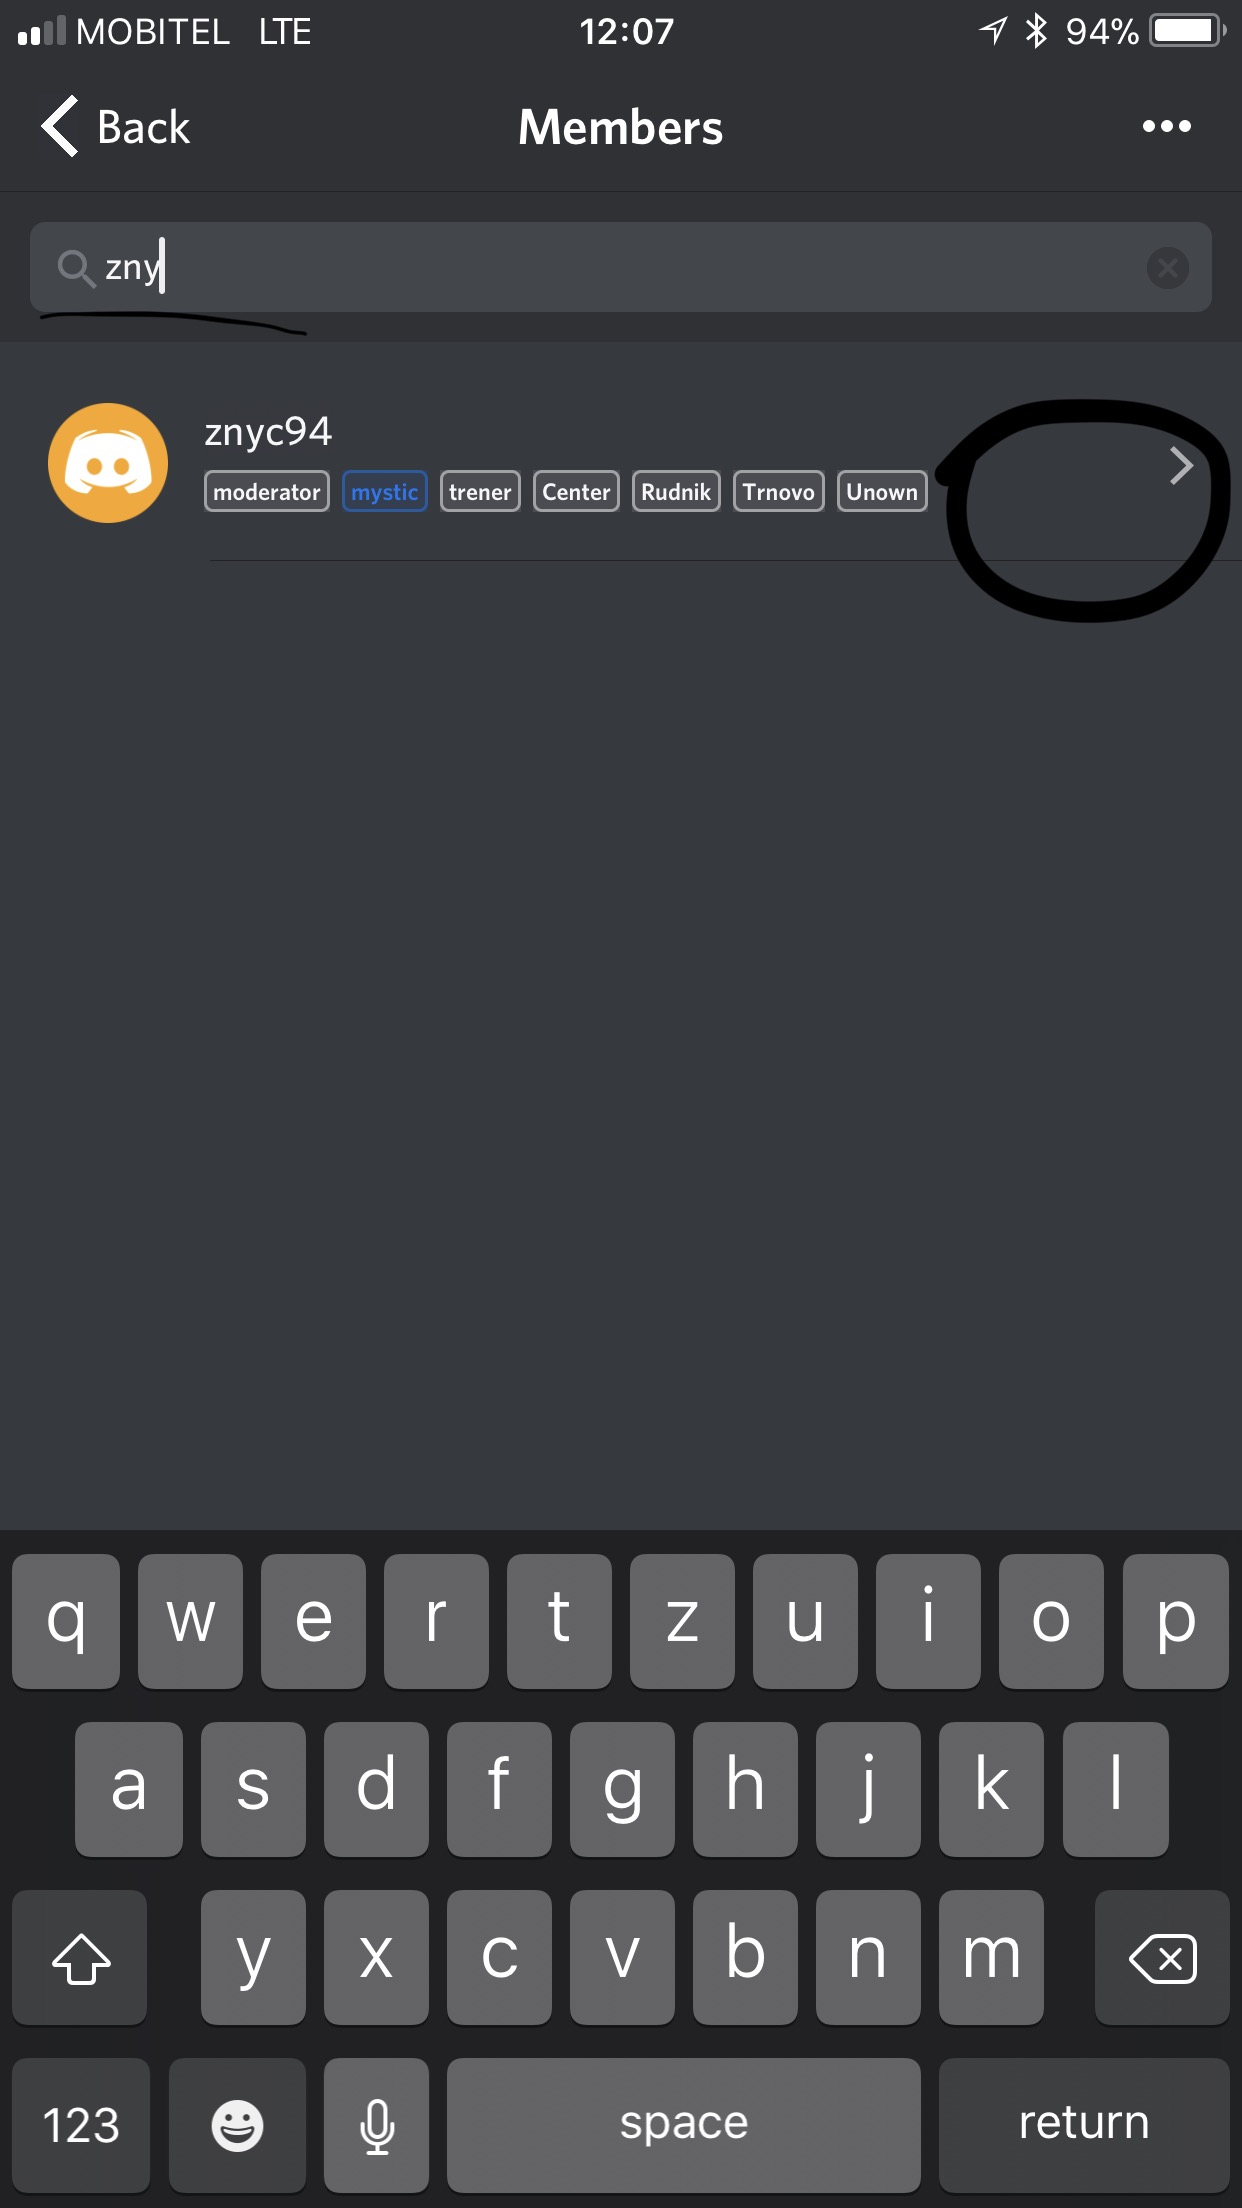 MOBITEL LTE 12:07 94%
Back Members
zny
znyc94
moderator mystic trener Center Rudnik Trnovo Unown
q w e r t z u i o p
a s d f g h j k l
y x c v b n m
123 space return